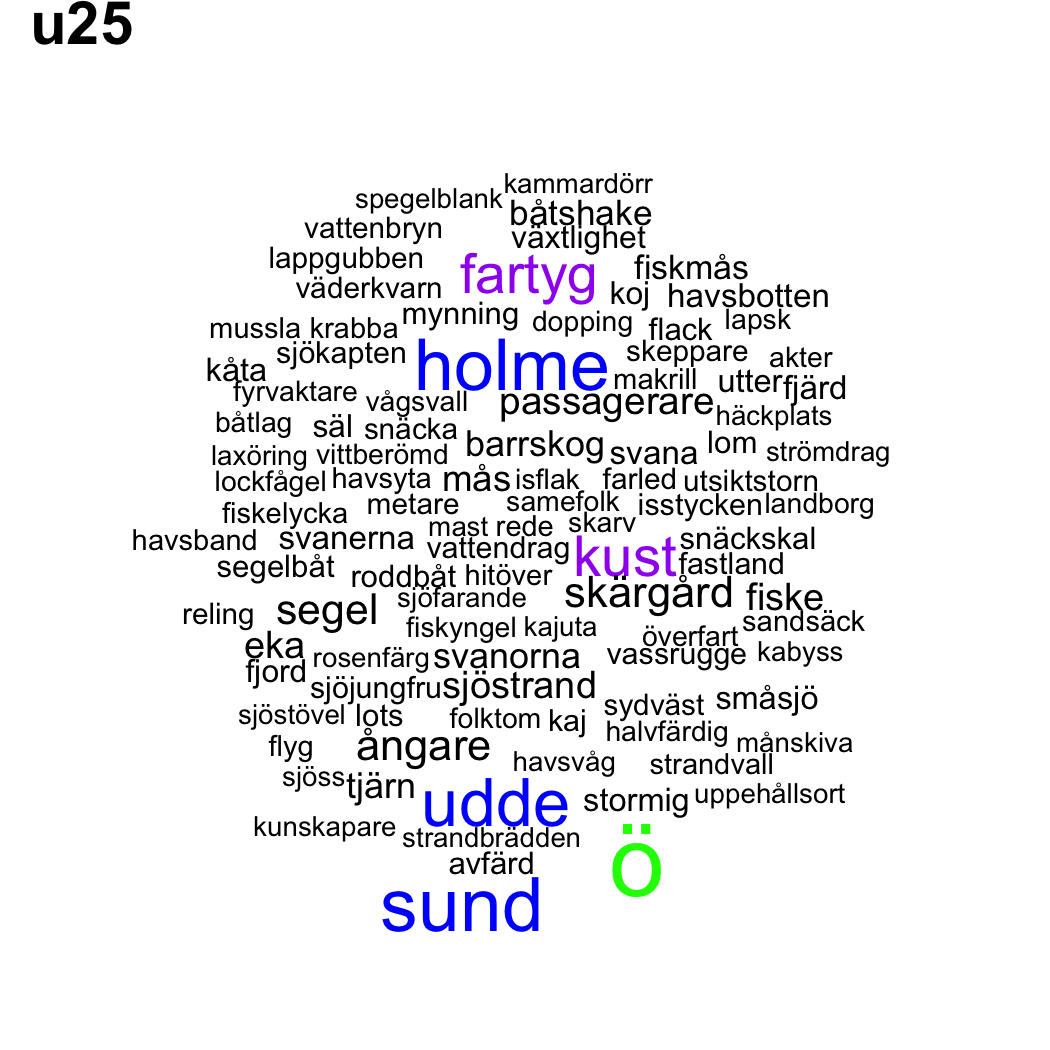 u25
kammardörr
spegelblank
båtshake
vattenbryn
växtlighet
lappgubben
fartyg
fiskmås
väderkvarn
koj
havsbotten
mynning
dopping
flack
lapsk
mussla
krabba
sjökapten
holme
skeppare
akter
kåta
makrill
utter
fjärd
fyrvaktare
vågsvall
passagerare
häckplats
båtlag
säl
snäcka
barrskog
svana
lom
strömdrag
laxöring
vittberömd
lockfågel
havsyta
mås
isflak
farled
utsiktstorn
fiskelycka
metare
samefolk
isstycken
landborg
mast
rede
skarv
havsband
svanerna
vattendrag
kust
snäckskal
fastland
segelbåt
roddbåt
hitöver
sjöfarande
skärgård
fiske
reling
segel
fiskyngel
kajuta
sandsäck
överfart
eka
rosenfärg
svanorna
vassrugge
kabyss
fjord
sjöjungfru
sjöstrand
småsjö
sydväst
sjöstövel
lots
folktom
kaj
halvfärdig
månskiva
flyg
ångare
havsvåg
strandvall
sjöss
tjärn
udde
stormig
uppehållsort
kunskapare
strandbrädden
avfärd
ö
sund